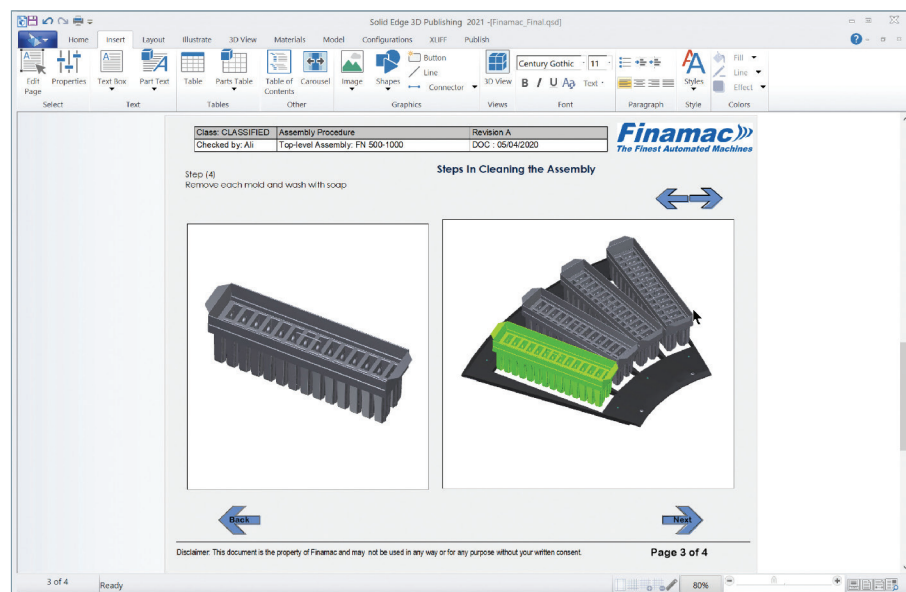 Solid Edge 3D Publishing 2021 -[Finamac_Final.qsd]
Home Insert Layout Illustrate 3D View Materials Model Configurations XLIFF Publish
Edit Page
Properties
Text Box
Part Text
Table
Parts Table
Table of Contents
Carousel
Image
Shapes
Button
Line
Connector
3D View
Century Gothic 11
B I U Text
Styles
Fill
Line
Effect
Select Text Tables Other Graphics Views Font Paragraph Style Colors
Class: CLASSIFIED Assembly Procedure Revision A
Checked by: Ali Top-level Assembly: FN 500-1000 DOC : 05/04/2020
Finamac
The Finest Automated Machines
Steps In Cleaning the Assembly
Step (4)
Remove each mold and wash with soap
Back
Next
Disclaimer: This document is the property of Finamac and may not be used in any way or for any purpose without your written consent.
Page 3 of 4
3 of 4 Ready 80%